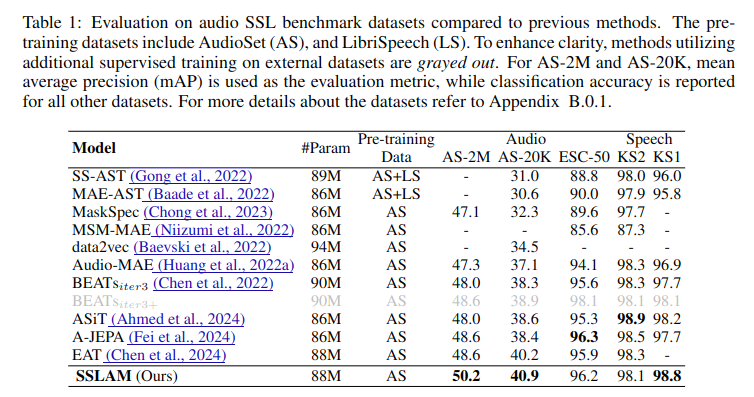 Table 1: Evaluation on audio SSL benchmark datasets compared to previous methods. The pre-
training datasets include AudioSet (AS), and LibriSpeech (LS). To enhance clarity, methods utilizing
additional supervised training on external datasets are grayed out. For AS-2M and AS-20K, mean
average precision (mAP) is used as the evaluation metric, while classification accuracy is reported
for all other datasets. For more details about the datasets refer to Appendix B.0.1.
Model #Param Pre-training Data Audio Speech
AS-2M AS-20K ESC-50 KS2 KS1
SS-AST (Gong et al., 2022) 89M AS+LS - 31.0 88.8 98.0 96.0
MAE-AST (Baade et al., 2022) 86M AS+LS - 30.6 90.0 97.9 95.8
MaskSpec (Chong et al., 2023) 86M AS 47.1 32.3 89.6 97.7 -
MSM-MAE (Niizumi et al., 2022) 86M AS - - 85.6 87.3 -
data2vec (Baevski et al., 2022) 94M AS - 34.5 - - -
Audio-MAE (Huang et al., 2022a) 86M AS 47.3 37.1 94.1 98.3 96.9
BEATsiter3 (Chen et al., 2022) 90M AS 48.0 38.3 95.6 98.3 97.7
BEATsiter3+ 90M AS 48.6 38.9 98.1 98.1 98.1
ASiT (Ahmed et al., 2024) 86M AS 48.0 38.6 95.3 98.9 98.2
A-JEPA (Fei et al., 2024) 86M AS 48.6 38.4 96.3 98.5 97.7
EAT (Chen et al., 2024) 88M AS 48.6 40.2 95.9 98.3 -
SSLAM (Ours) 88M AS 50.2 40.9 96.2 98.1 98.8